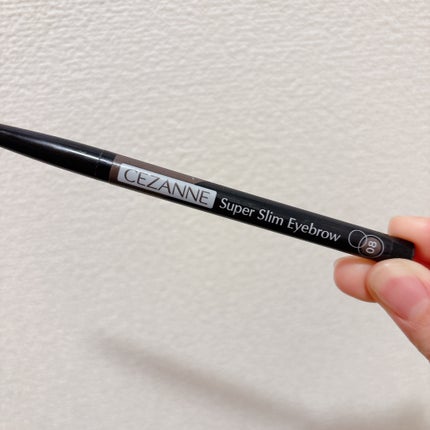 CEZANNE Super Slim Eyebrow 08